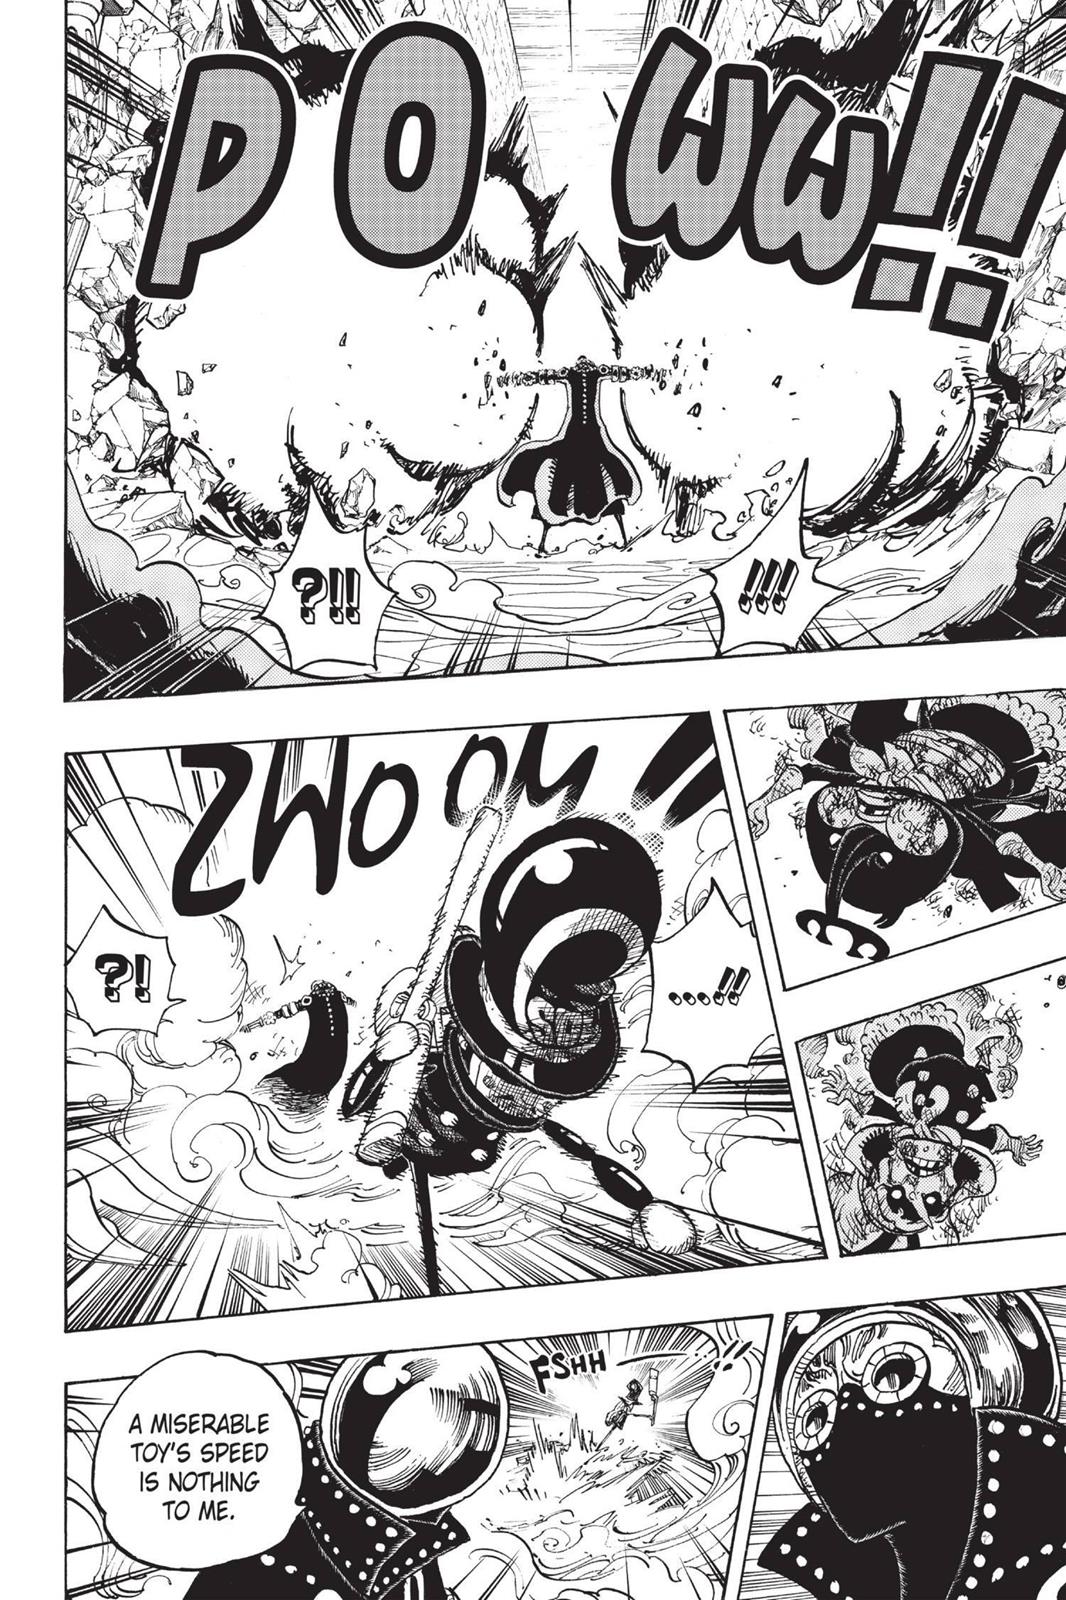 POWW!!
?!!
!!!
ZWOOM!!
?!
...!!
FSHH!!
A MISERABLE
TOY'S SPEED
IS NOTHING
TO ME.